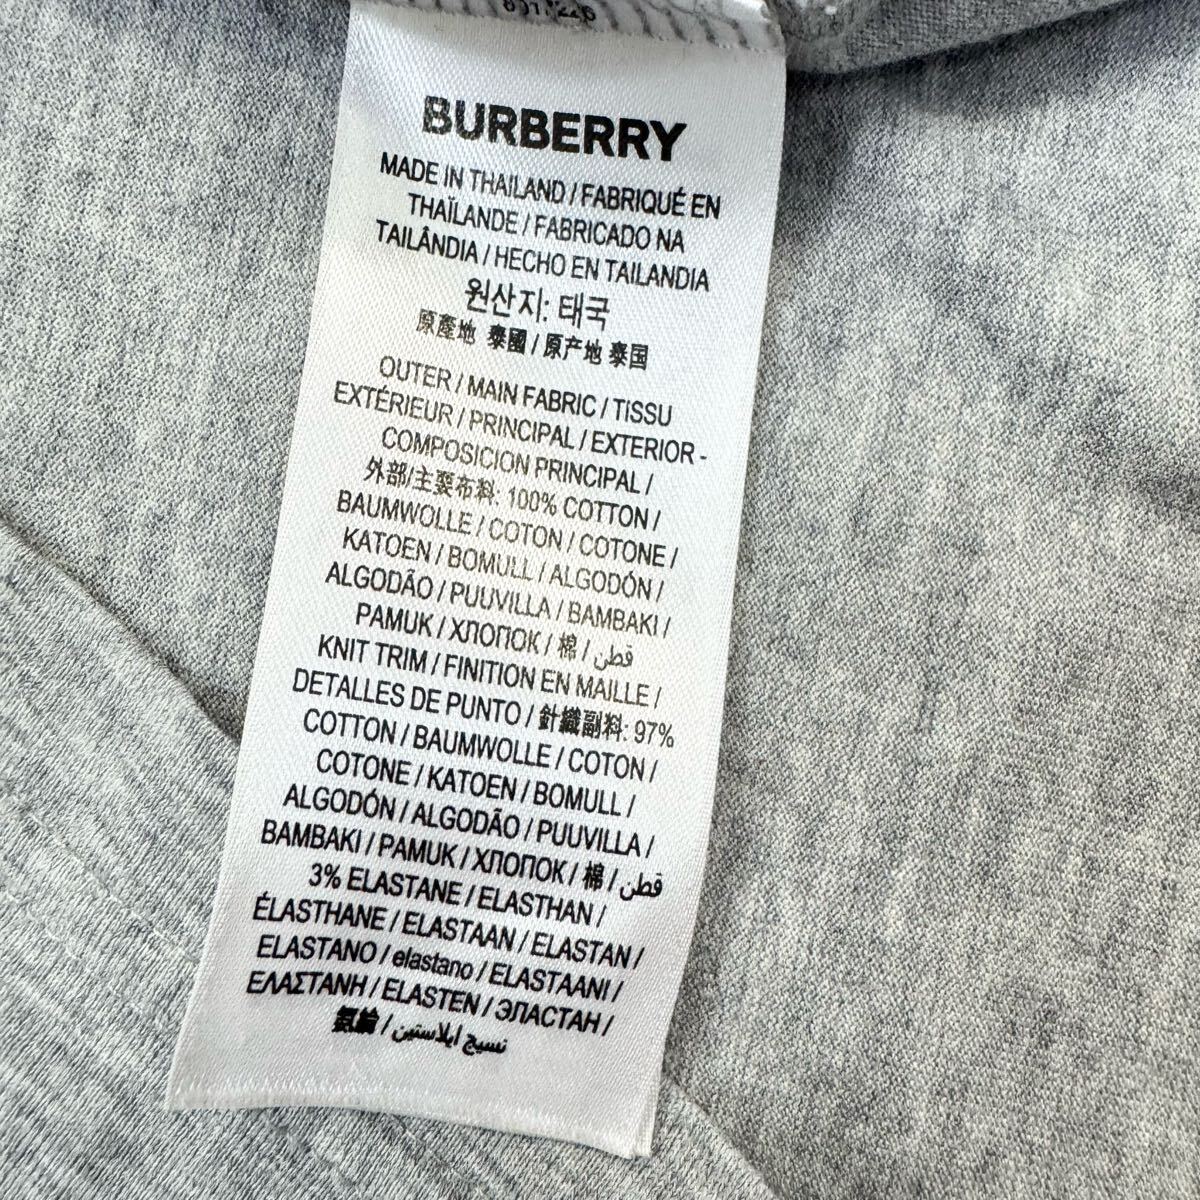 BURBERRY
MADE IN THAILAND / FABRIQUÉ EN
THAÏLANDE / FABRICADO NA
TAILÂNDIA / HECHO EN TAILANDIA
원산지: 태국
原產地 泰國 / 原产地 泰国
OUTER / MAIN FABRIC / TISSU
EXTÉRIEUR / PRINCIPAL / EXTERIOR -
COMPOSICION PRINCIPAL /
外部/主要布料: 100% COTTON /
BAUMWOLLE / COTON / COTONE /
KATOEN / BOMULL / ALGODÓN /
ALGODÃO / PUUVILLA / BAMBAKI /
PAMUK / ХЛОПОК / 棉 / قطن
KNIT TRIM / FINITION EN MAILLE /
DETALLES DE PUNTO / 針織副料: 97%
COTTON / BAUMWOLLE / COTON /
COTONE / KATOEN / BOMULL /
ALGODÓN / ALGODÃO / PUUVILLA /
BAMBAKI / PAMUK / ХЛОПОК / 棉 / قطن
3% ELASTANE / ELASTHAN /
ÉLASTHANE / ELASTAAN / ELASTAN /
ELASTANO / elastano / ELASTAANI /
ΕΛΑΣΤΑΝΗ / ELASTEN / ЭЛАСТАН /
氨綸 / نسيج ايلاستين